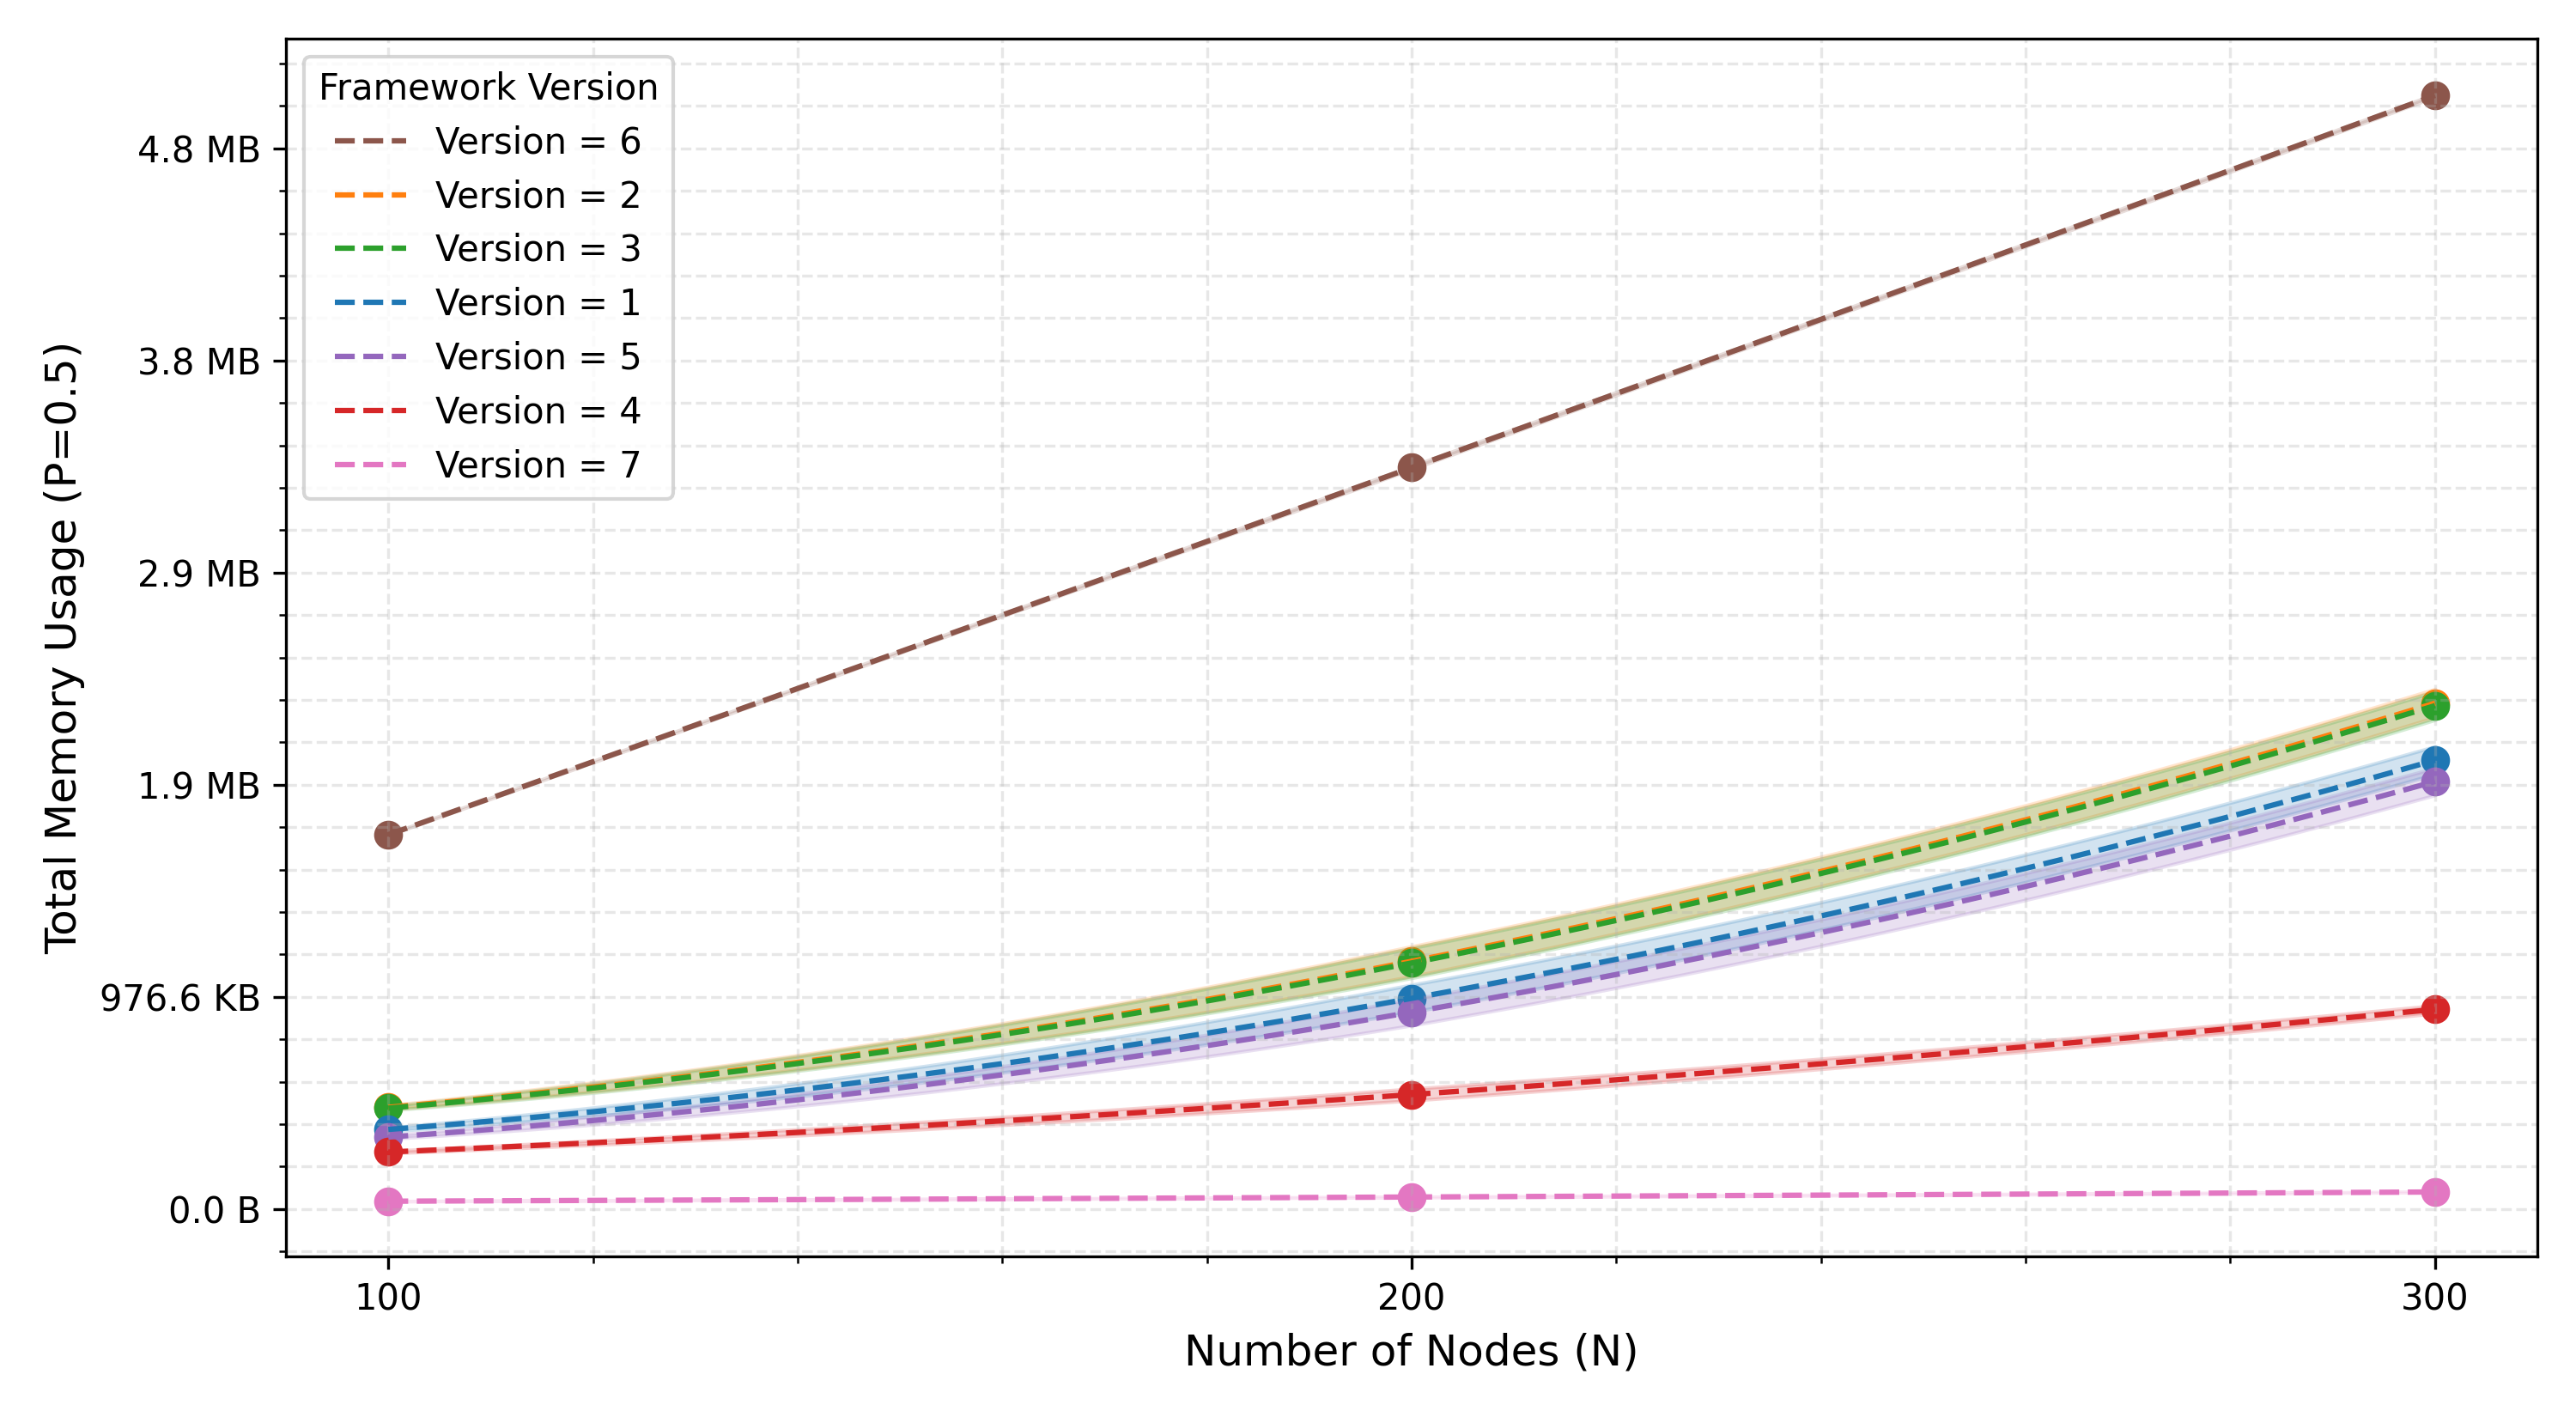 Framework Version
Version = 6
Version = 2
Version = 3
Version = 1
Version = 5
Version = 4
Version = 7
Total Memory Usage (P=0.5)
4.8 MB
3.8 MB
2.9 MB
1.9 MB
976.6 KB
0.0 B
100
200
300
Number of Nodes (N)